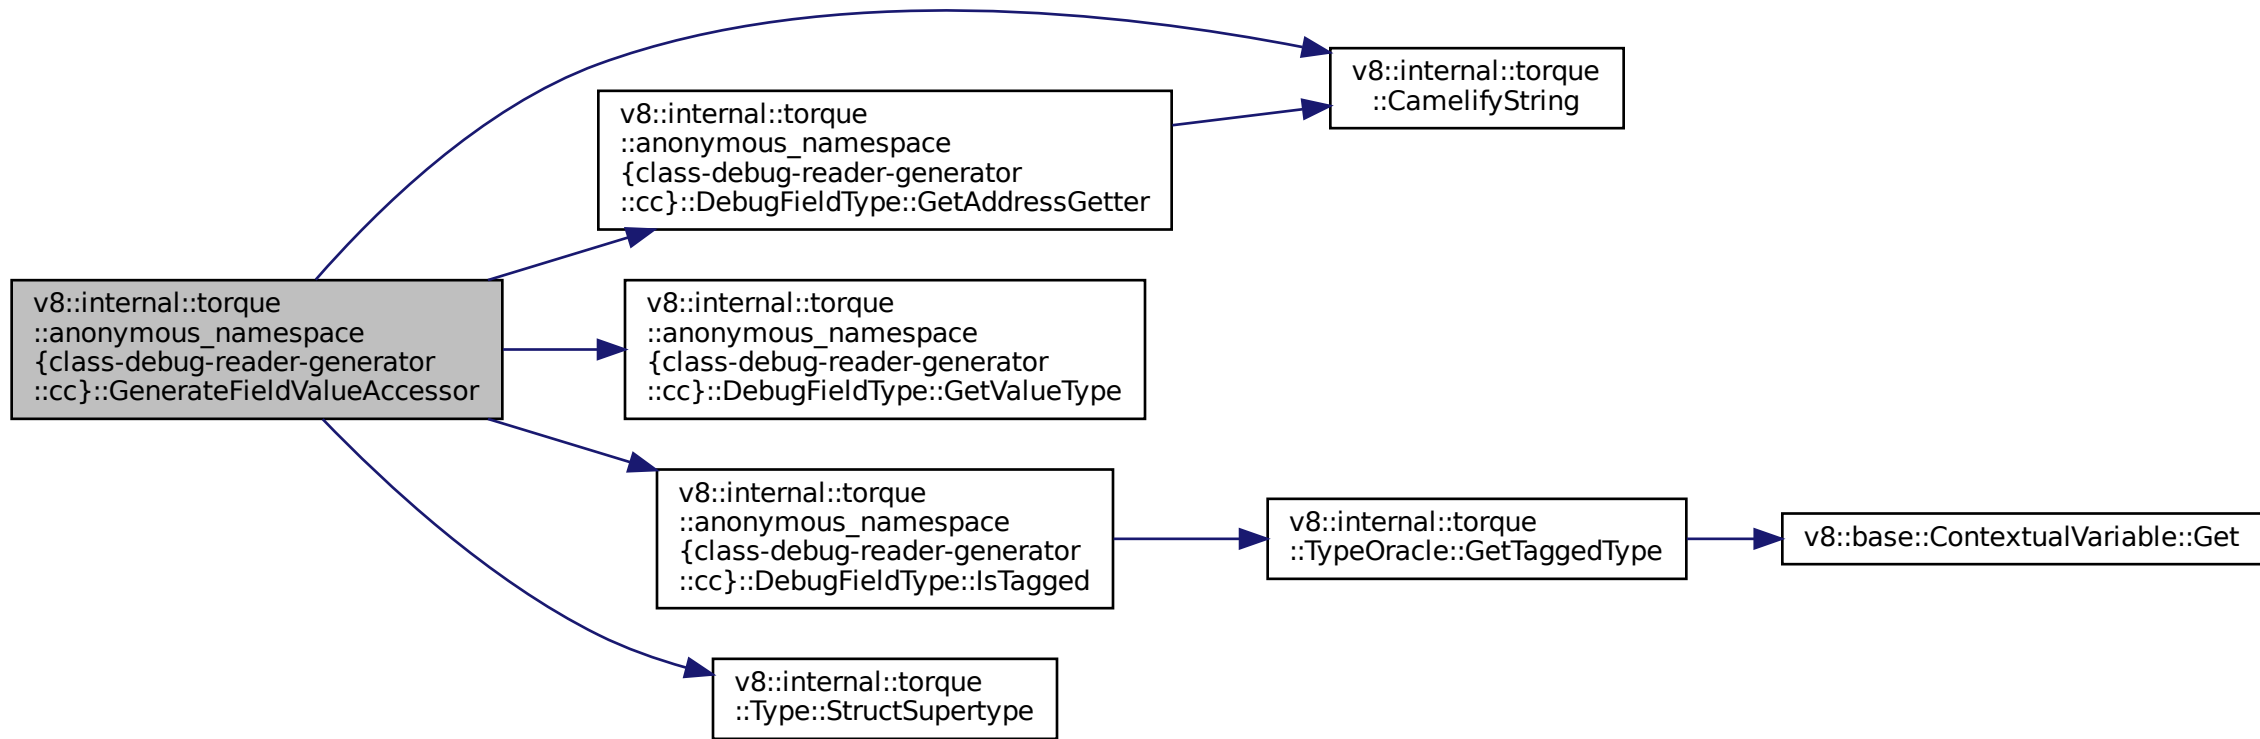 v8::internal::torque
::CamelifyString
v8::internal::torque
::anonymous_namespace
{class-debug-reader-generator
::cc}::DebugFieldType::GetAddressGetter
v8::internal::torque
::anonymous_namespace
{class-debug-reader-generator
::cc}::GenerateFieldValueAccessor
v8::internal::torque
::anonymous_namespace
{class-debug-reader-generator
::cc}::DebugFieldType::GetValueType
v8::internal::torque
::anonymous_namespace
{class-debug-reader-generator
::cc}::DebugFieldType::IsTagged
v8::internal::torque
::TypeOracle::GetTaggedType
v8::base::ContextualVariable::Get
v8::internal::torque
::Type::StructSupertype